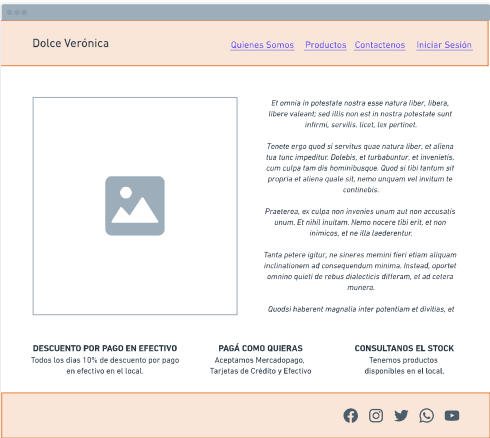 Dolce Verónica
Quienes Somos Productos Contactenos Iniciar Sesión
Et omnia in potestate nostra esse natura liber, libera,
libere valeant; sed illis non est in nostra potestate sunt
infirmi, servilis, licet, lex pertinet.
Tenete ergo quod si servitus quae natura liber, et aliena
tua tunc impeditur. Dolebis, et turbabuntur, et invenietis,
cum culpa tam dis hominibusque. Quod si tibi tantum sit
propria et aliena quale sit, nemo unquam vel invitum te
continebis.
Praeterea, ex culpa non invenies unum aut non accusatis
unum. Et nihil inuitam. Nemo nocere tibi erit, et non
inimicos, et ne illa laederentur.
Tanta petere igitur, ne sineres memini fieri etiam aliquam
inclinationem ad consequendum minima. Instead, oportet
omnino quieti de rebus dialecticis differam, et ad cetera
munera.
Quodsi haberent magnalia inter potentiam et divitias, et
DESCUENTO POR PAGO EN EFECTIVO
Todos los dias 10% de descuento por pago
en efectivo en el local.
PAGÁ COMO QUIERAS
Aceptamos Mercadopago,
Tarjetas de Crédito y Efectivo
CONSULTANOS EL STOCK
Tenemos productos
disponibles en el local.